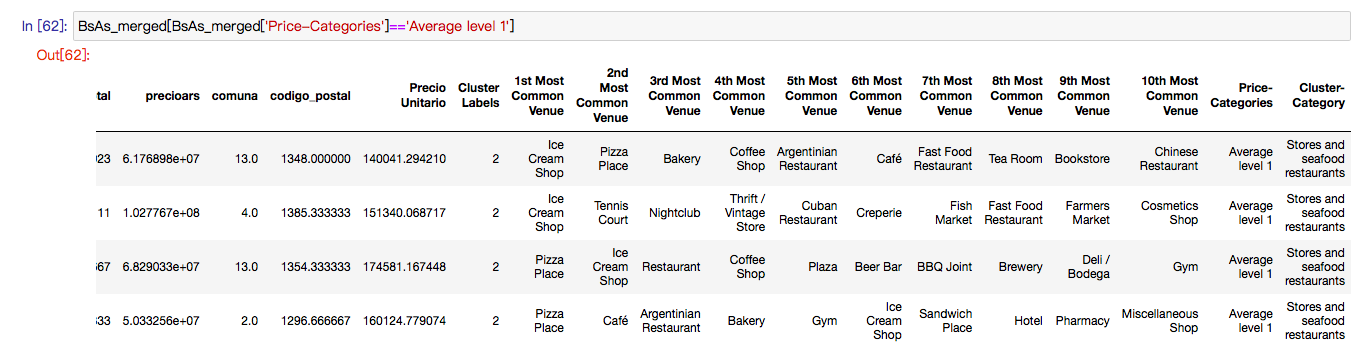 In [62]: BsAs_merged[BsAs_merged['Price-Categories']=='Average level 1']
Out[62]:
tal precioars comuna codigo_postal Precio Unitario Cluster Labels 1st Most Common Venue 2nd Most Common Venue 3rd Most Common Venue 4th Most Common Venue 5th Most Common Venue 6th Most Common Venue 7th Most Common Venue 8th Most Common Venue 9th Most Common Venue 10th Most Common Venue Price-Categories Cluster-Category
923 6.176898e+07 13.0 1348.000000 140041.294210 2 Ice Cream Shop Pizza Place Bakery Coffee Shop Argentinian Restaurant Café Fast Food Restaurant Tea Room Bookstore Chinese Restaurant Average level 1 Stores and seafood restaurants
11 1.027767e+08 4.0 1385.333333 151340.068717 2 Ice Cream Shop Tennis Court Nightclub Thrift / Vintage Store Cuban Restaurant Creperie Fish Market Fast Food Restaurant Farmers Market Cosmetics Shop Average level 1 Stores and seafood restaurants
667 6.829033e+07 13.0 1354.333333 174581.167448 2 Pizza Place Ice Cream Shop Restaurant Coffee Shop Plaza Beer Bar BBQ Joint Brewery Deli / Bodega Gym Average level 1 Stores and seafood restaurants
333 5.033256e+07 2.0 1296.666667 160124.779074 2 Pizza Place Café Argentinian Restaurant Bakery Gym Ice Cream Shop Sandwich Place Hotel Pharmacy Miscellaneous Shop Average level 1 Stores and seafood restaurants